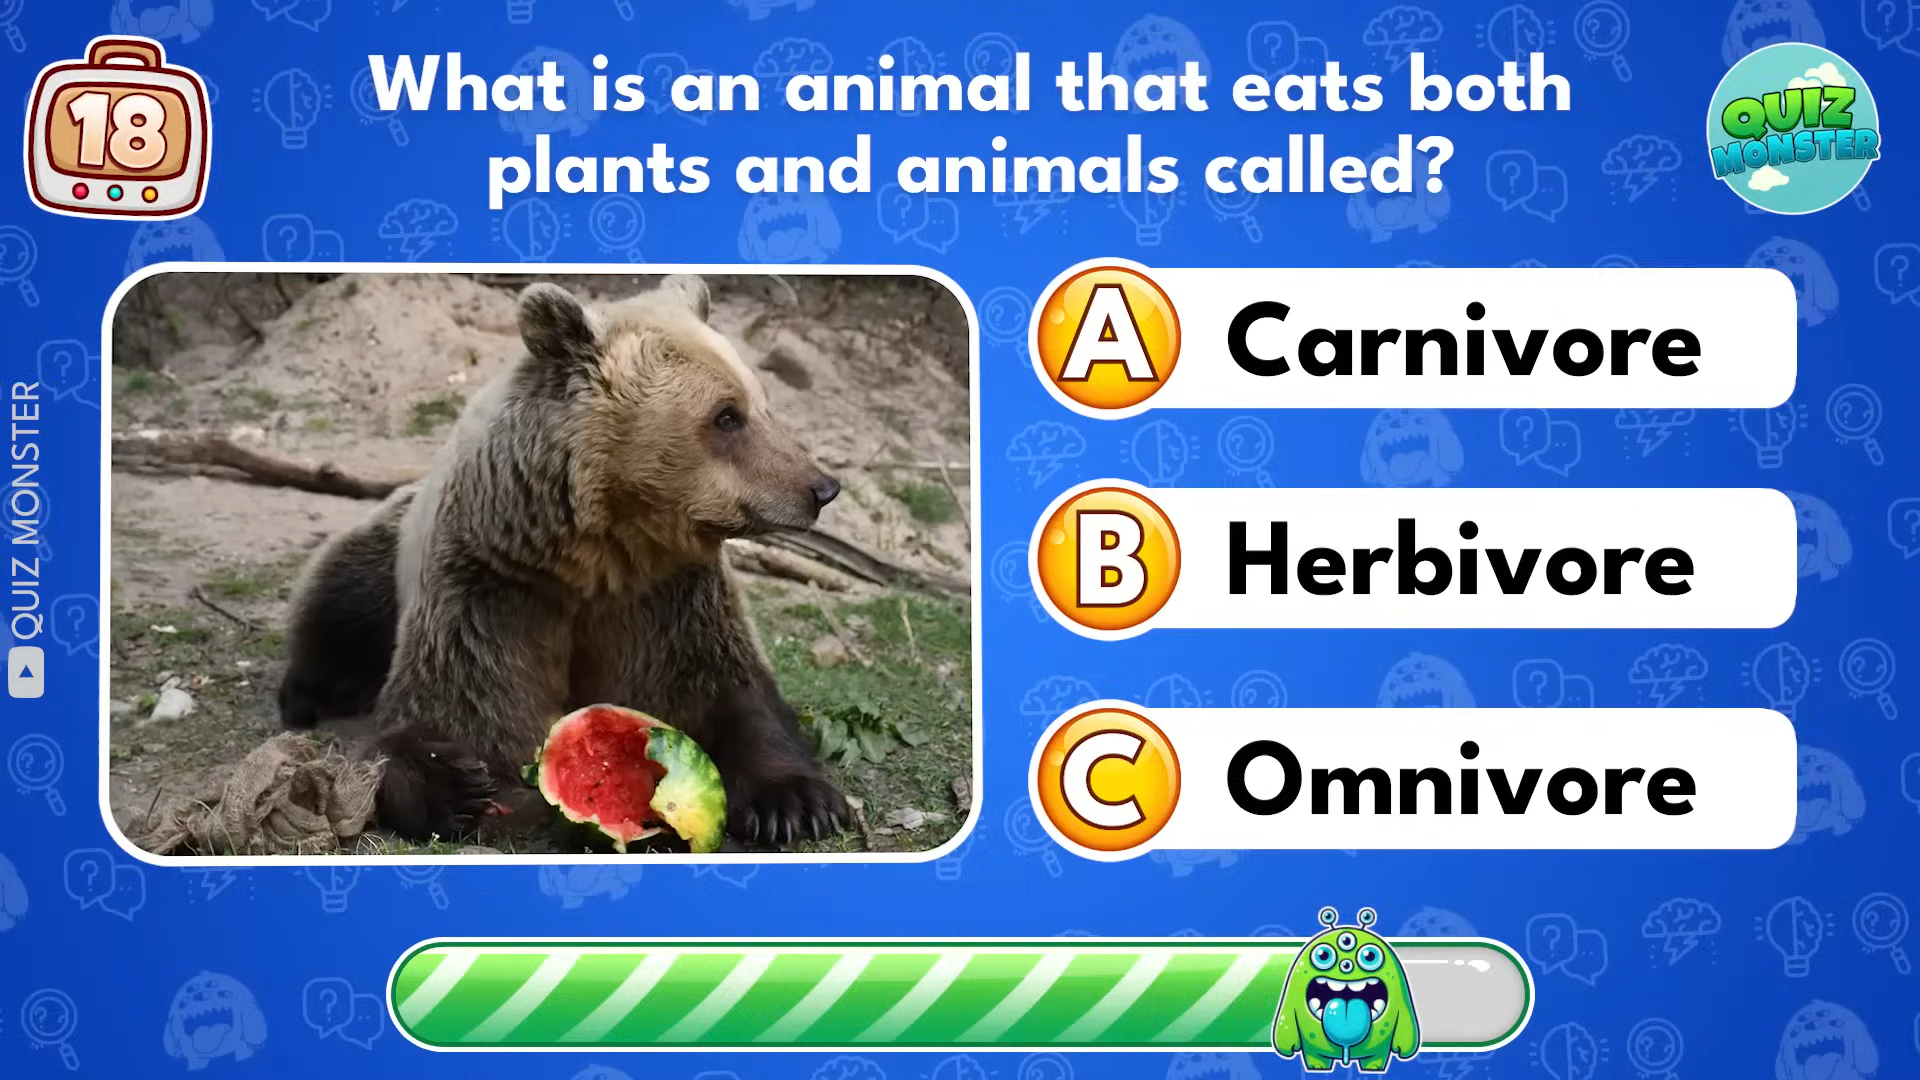 18
What is an animal that eats both
plants and animals called?
QUIZ
MONSTER
A Carnivore
B Herbivore
C Omnivore
QUIZ MONSTER